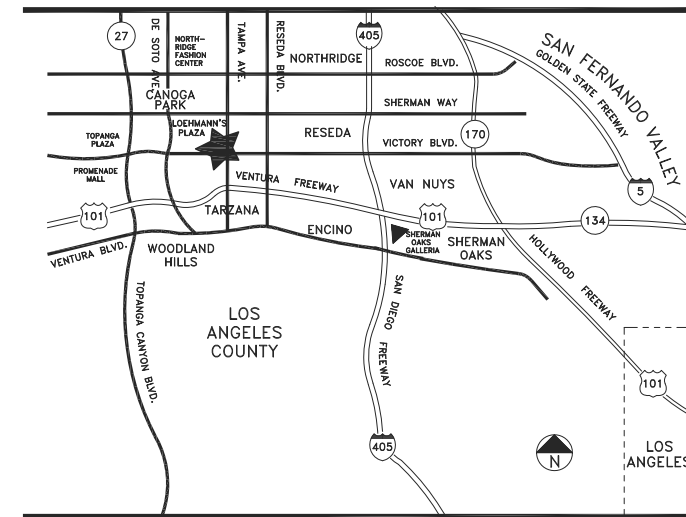 27
DE SOTO AVE.
NORTH-
RIDGE
FASHION
CENTER
TAMPA AVE.
RESEDA BLVD.
405
NORTHRIDGE
ROSCOE BLVD.
SAN FERNANDO VALLEY
GOLDEN STATE FREEWAY
CANOGA
PARK
SHERMAN WAY
LOEHMANN'S
PLAZA
RESEDA
170
TOPANGA
PLAZA
VICTORY BLVD.
PROMENADE
MALL
VENTURA FREEWAY
VAN NUYS
5
101
TARZANA
101
134
ENCINO
SHERMAN
OAKS
GALLERIA
SHERMAN
OAKS
VENTURA BLVD.
WOODLAND
HILLS
HOLLYWOOD FREEWAY
TOPANGA CANYON BLVD.
SAN DIEGO FREEWAY
LOS
ANGELES
COUNTY
101
405
N
LOS
ANGELES